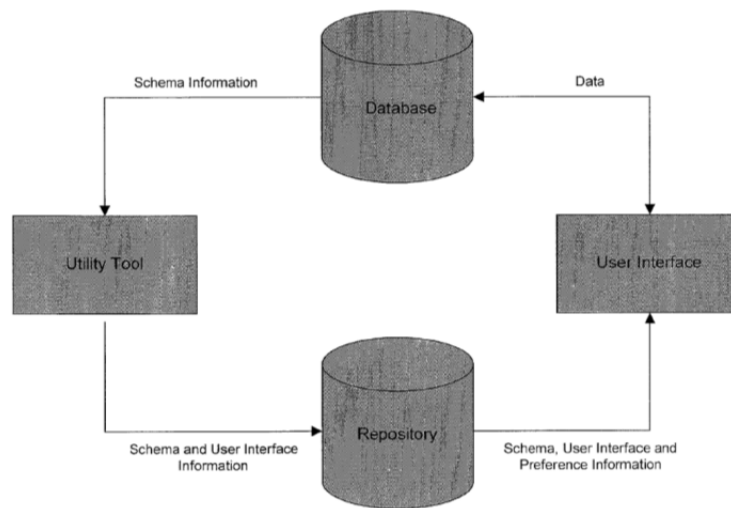 Schema Information
Data
Database
Utility Tool
User Interface
Repository
Schema and User Interface
Information
Schema, User Interface and
Preference Information